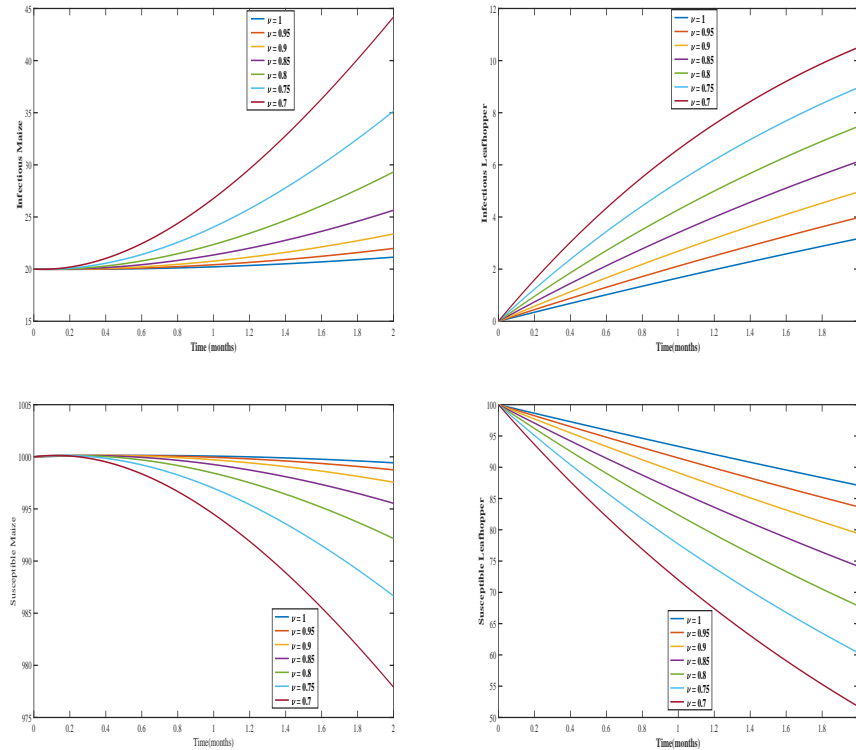 45
40
35
30
25
20
15
Infectious Maize
ν = 1
ν = 0.95
ν = 0.9
ν = 0.85
ν = 0.8
ν = 0.75
ν = 0.7
0 0.2 0.4 0.6 0.8 1 1.2 1.4 1.6 1.8 2
Time (months)
12
10
8
6
4
2
0
Infectious Leafhopper
ν = 1
ν = 0.95
ν = 0.9
ν = 0.85
ν = 0.8
ν = 0.75
ν = 0.7
0 0.2 0.4 0.6 0.8 1 1.2 1.4 1.6 1.8
Time(months)
1005
1000
995
990
985
980
975
Susceptible Maize
ν = 1
ν = 0.95
ν = 0.9
ν = 0.85
ν = 0.8
ν = 0.75
ν = 0.7
0 0.2 0.4 0.6 0.8 1 1.2 1.4 1.6 1.8 2
Time(months)
100
95
90
85
80
75
70
65
60
55
50
Susceptible Leafhopper
ν = 1
ν = 0.95
ν = 0.9
ν = 0.85
ν = 0.8
ν = 0.75
ν = 0.7
0 0.2 0.4 0.6 0.8 1 1.2 1.4 1.6 1.8
Time(months)